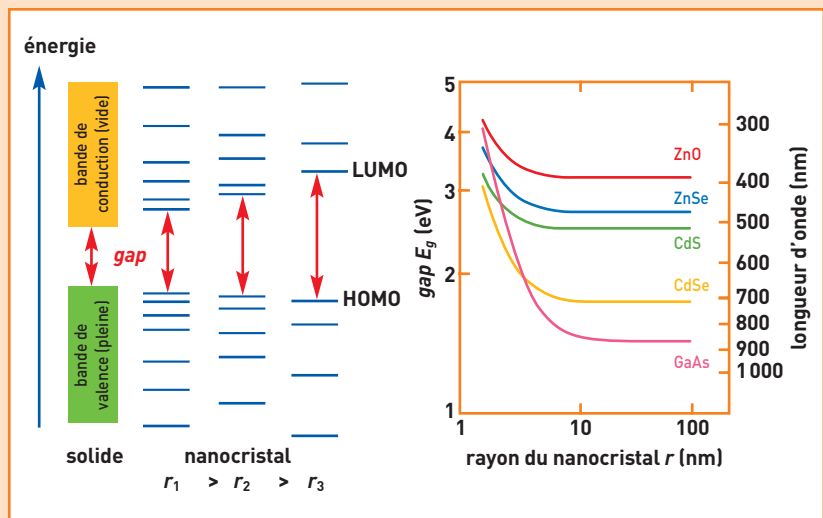 énergie
bande de
conduction (vide)
gap
bande de
valence (pleine)
LUMO
HOMO
solide
nanocristal
r1 > r2 > r3
gap Eg (eV)
5
4
3
2
1
ZnO
ZnSe
CdS
CdSe
GaAs
300
400
500
600
700
800
900
1 000
longueur d'onde (nm)
1 10 100
rayon du nanocristal r (nm)